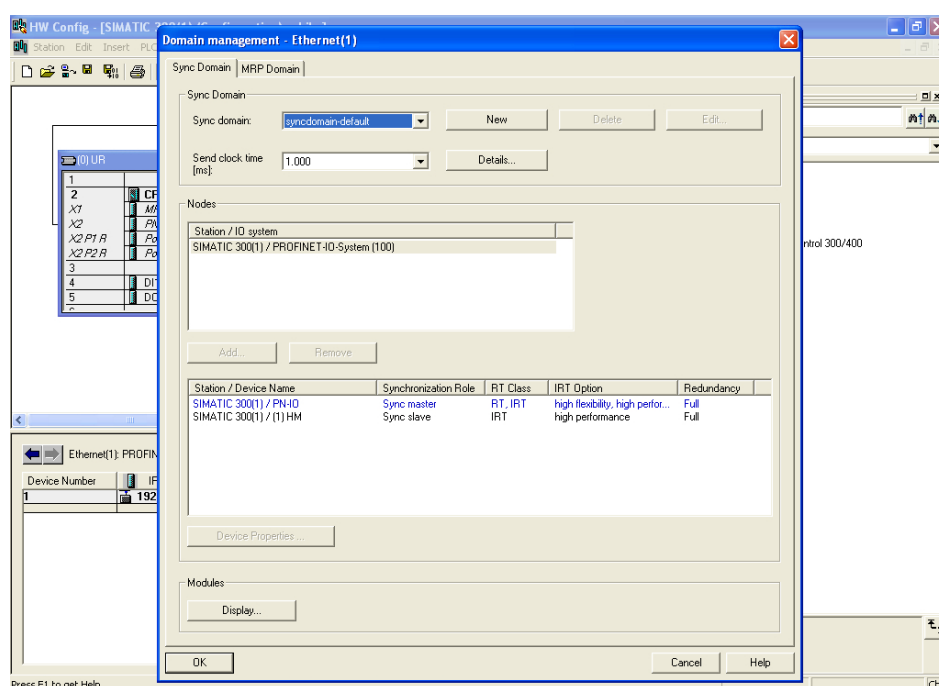 HW Config - [SIMATIC
Domain management - Ethernet(1)
Station Edit Insert PLC
Sync Domain MRP Domain
Sync Domain
Sync domain: syncdomain-default New Delete Edit...
Send clock time
[ms]: 1.000 Details...
(0) UR
1
2 CP
X1
X2
X2 P1 R Po
X2 P2 R Po
3
4 DI
5 DO
Nodes
Station / IO system
SIMATIC 300(1) / PROFINET-IO-System (100)
ntrol 300/400
Add... Remove
Station / Device Name Synchronization Role RT Class IRT Option Redundancy
SIMATIC 300(1) / PN-IO Sync master RT, IRT high flexibility, high perfor... Full
SIMATIC 300(1) / (1) HM Sync slave IRT high performance Full
Ethernet(1): PROFIN
Device Number IP
1 192
Device Properties ...
Modules
Display...
OK Cancel Help
Press F1 to get Help.